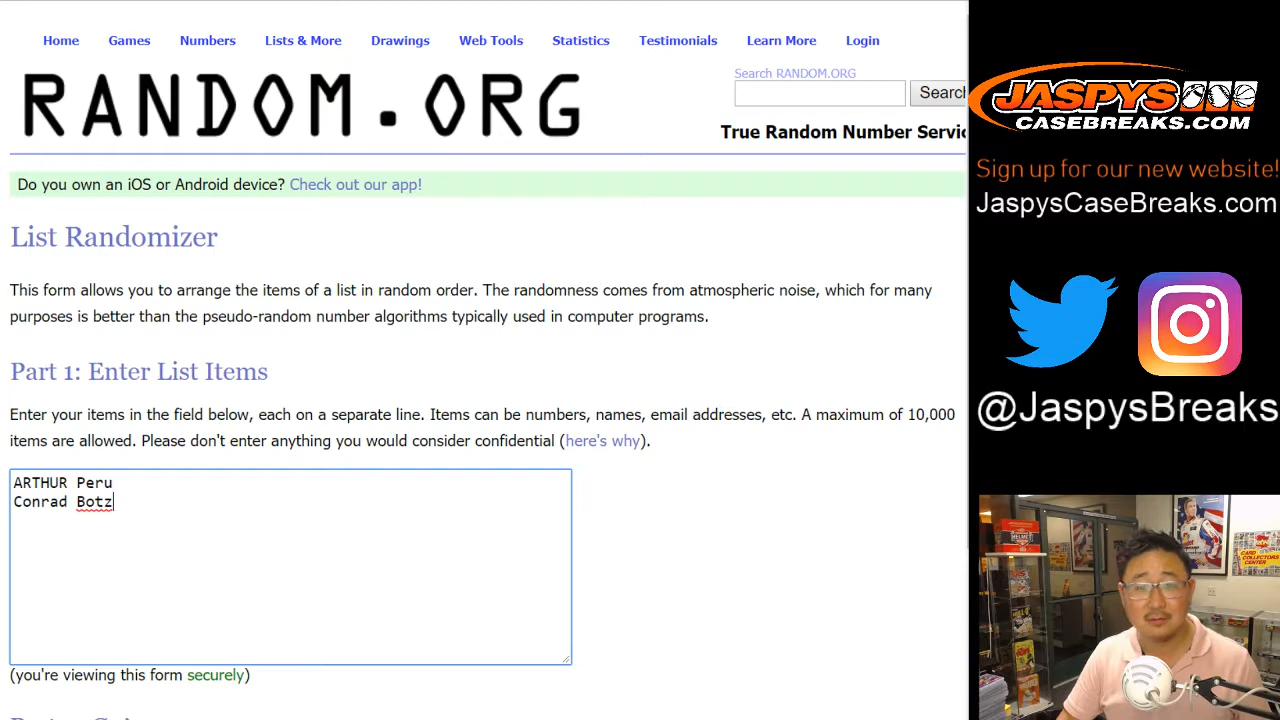 Home Games Numbers Lists & More Drawings Web Tools Statistics Testimonials Learn More Login
RANDOM.ORG
Search RANDOM.ORG
Search
True Random Number Servic
Do you own an iOS or Android device? Check out our app!
List Randomizer
This form allows you to arrange the items of a list in random order. The randomness comes from atmospheric noise, which for many
purposes is better than the pseudo-random number algorithms typically used in computer programs.
Part 1: Enter List Items
Enter your items in the field below, each on a separate line. Items can be numbers, names, email addresses, etc. A maximum of 10,000
items are allowed. Please don't enter anything you would consider confidential (here's why).
ARTHUR Peru
Conrad Botz
(you're viewing this form securely)
JASPYS
CASEBREAKS.COM
Sign up for our new website!
JaspysCaseBreaks.com
@JaspysBreaks
HELMET
CARD
COLLECTORS
CENTER